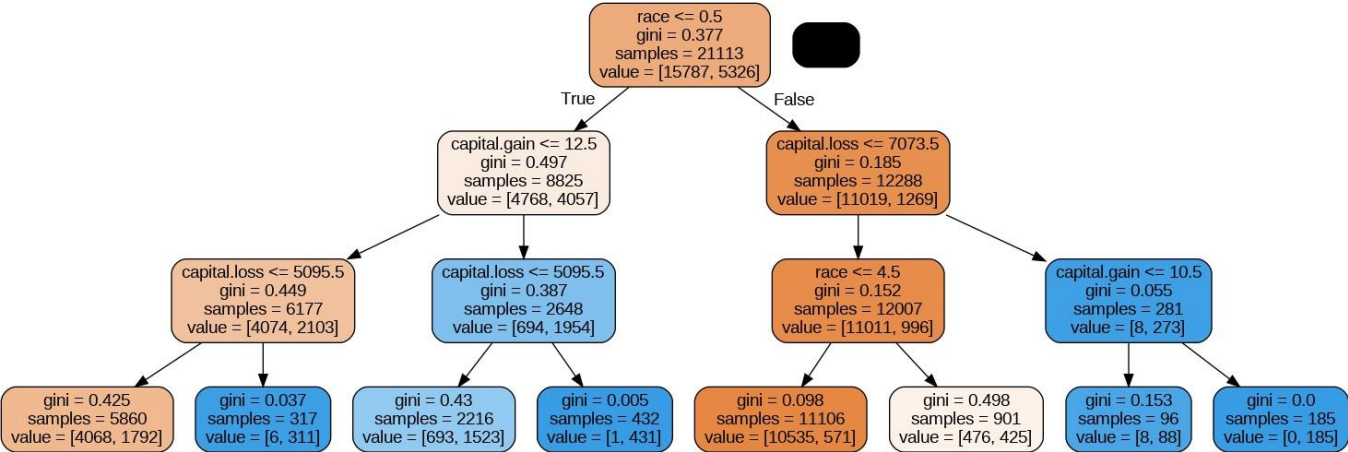 race <= 0.5
gini = 0.377
samples = 21113
value = [15787, 5326]
True
False
capital.gain <= 12.5
gini = 0.497
samples = 8825
value = [4768, 4057]
capital.loss <= 7073.5
gini = 0.185
samples = 12288
value = [11019, 1269]
capital.loss <= 5095.5
gini = 0.449
samples = 6177
value = [4074, 2103]
capital.loss <= 5095.5
gini = 0.387
samples = 2648
value = [694, 1954]
race <= 4.5
gini = 0.152
samples = 12007
value = [11011, 996]
capital.gain <= 10.5
gini = 0.055
samples = 281
value = [8, 273]
gini = 0.425
samples = 5860
value = [4068, 1792]
gini = 0.037
samples = 317
value = [6, 311]
gini = 0.43
samples = 2216
value = [693, 1523]
gini = 0.005
samples = 432
value = [1, 431]
gini = 0.098
samples = 11106
value = [10535, 571]
gini = 0.498
samples = 901
value = [476, 425]
gini = 0.153
samples = 96
value = [8, 88]
gini = 0.0
samples = 185
value = [0, 185]